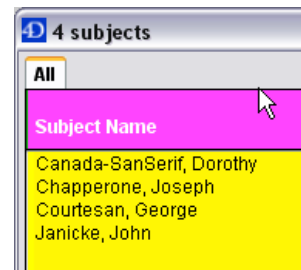 4 subjects
All
Subject Name
Canada-SanSerif, Dorothy
Chapperone, Joseph
Courtesan, George
Janicke, John